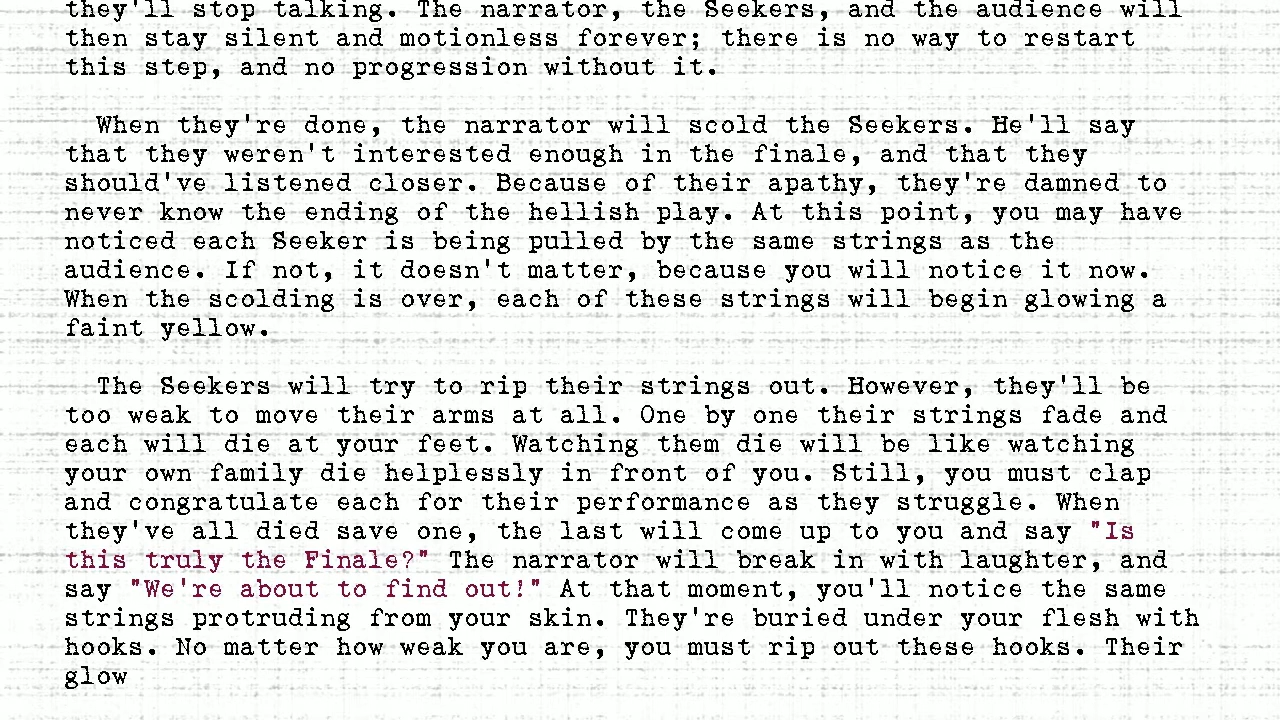 they'll stop talking. The narrator, the Seekers, and the audience will
then stay silent and motionless forever; there is no way to restart
this step, and no progression without it.
When they're done, the narrator will scold the Seekers. He'll say
that they weren't interested enough in the finale, and that they
should've listened closer. Because of their apathy, they're damned to
never know the ending of the hellish play. At this point, you may have
noticed each Seeker is being pulled by the same strings as the
audience. If not, it doesn't matter, because you will notice it now.
When the scolding is over, each of these strings will begin glowing a
faint yellow.
The Seekers will try to rip their strings out. However, they'll be
too weak to move their arms at all. One by one their strings fade and
each will die at your feet. Watching them die will be like watching
your own family die helplessly in front of you. Still, you must clap
and congratulate each for their performance as they struggle. When
they've all died save one, the last will come up to you and say "Is
this truly the Finale?" The narrator will break in with laughter, and
say "We're about to find out!" At that moment, you'll notice the same
strings protruding from your skin. They're buried under your flesh with
hooks. No matter how weak you are, you must rip out these hooks. Their
glow